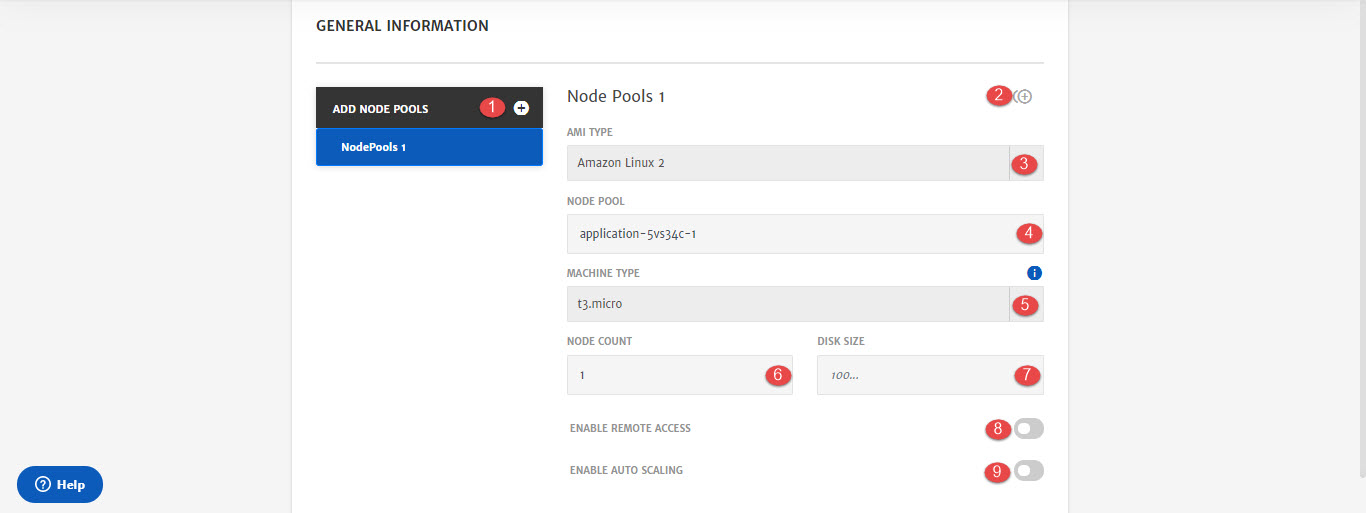 GENERAL INFORMATION
ADD NODE POOLS 1
NodePools 1
Node Pools 1 2
AMI TYPE
Amazon Linux 2 3
NODE POOL
application-5vs34c-1 4
MACHINE TYPE i
t3.micro 5
NODE COUNT DISK SIZE
1 6 100... 7
ENABLE REMOTE ACCESS 8
ENABLE AUTO SCALING 9
? Help